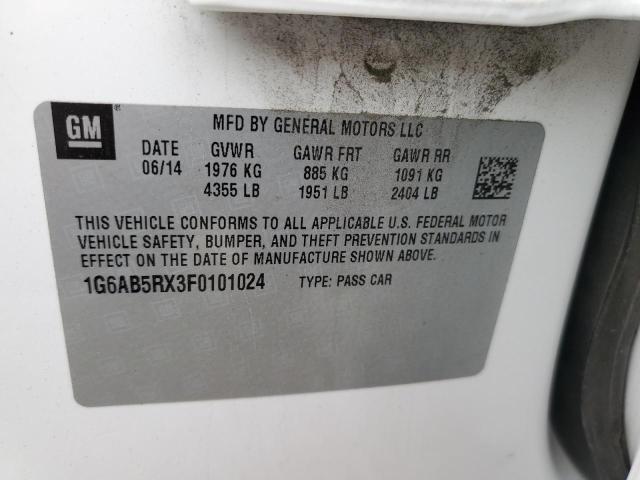 GM
MFD BY GENERAL MOTORS LLC
DATE GVWR GAWR FRT GAWR RR
06/14 1976 KG 885 KG 1091 KG
4355 LB 1951 LB 2404 LB
THIS VEHICLE CONFORMS TO ALL APPLICABLE U.S. FEDERAL MOTOR
VEHICLE SAFETY, BUMPER, AND THEFT PREVENTION STANDARDS IN
EFFECT ON THE DATE OF MANUFACTURE SHOWN ABOVE.
1G6AB5RX3F0101024 TYPE: PASS CAR